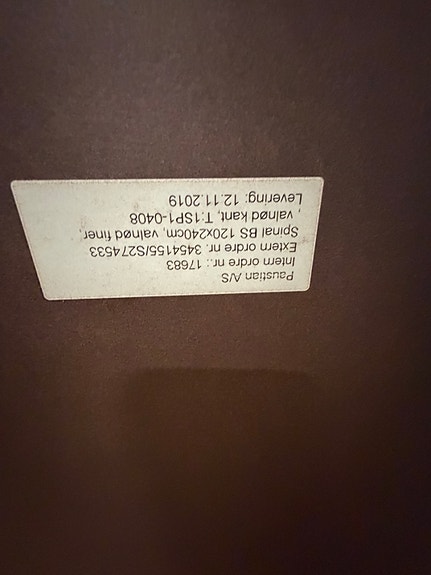 Paustian A/S
Intern ordre nr.: 17683
Extern ordre nr. 3454155/S274533
Spinal BS 120x240cm, valnød finer,
, valnød kant, T:1SP1-0408
Levering: 12.11.2019